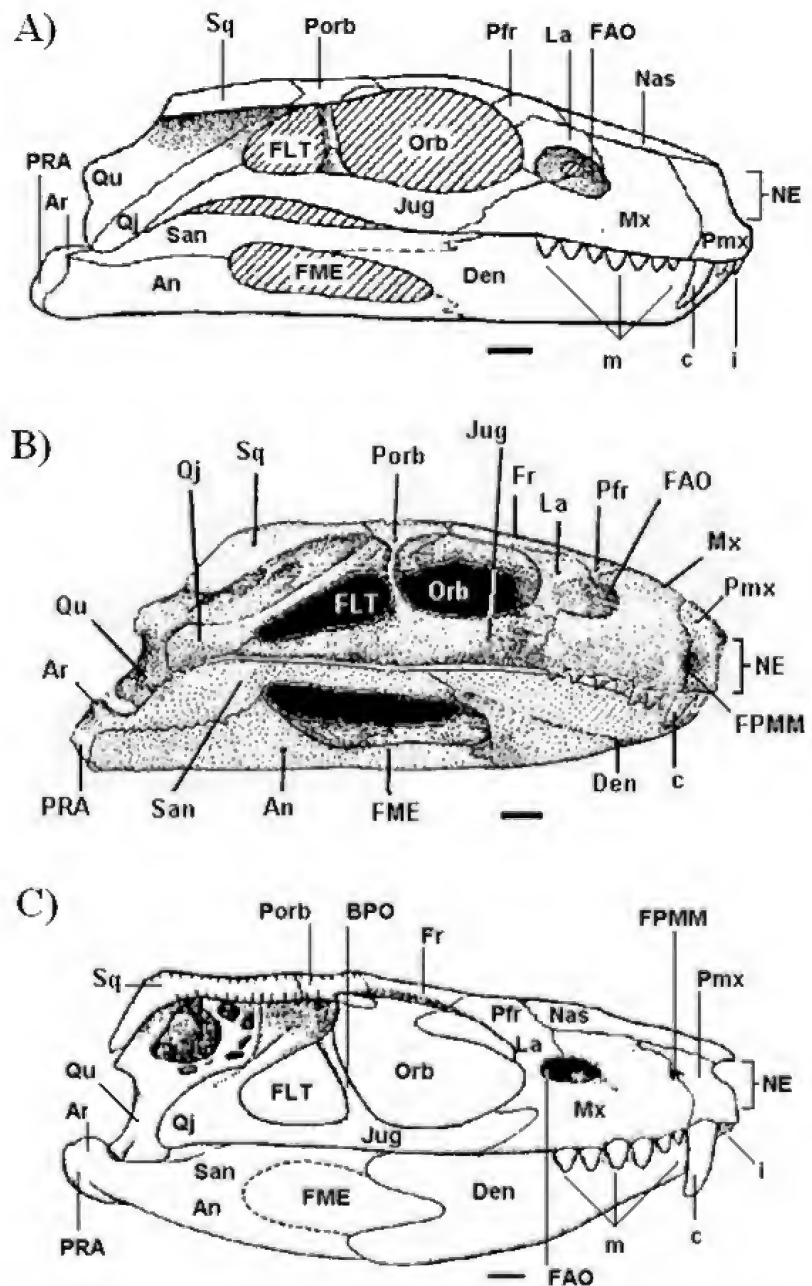 A)
Sq Porb Pfr La FAO
Nas
PRA
Ar
Qu
FLT Orb
NE
Qj
Jug
San
Mx
Pmx
An
FME
Den
m c i
B)
Jug
Sq Porb
Qj
Fr La Pfr FAO
Mx
Pmx
Qu
FLT Orb
Ar
NE
FPMM
PRA San An FME Den c
C)
Porb BPO
Fr
FPMM
Pmx
Sq
Pfr Nas
La
Qu
Orb
NE
Ar
FLT
Mx
Qj
Jug
San
i
An FME Den
PRA
m c
FAO